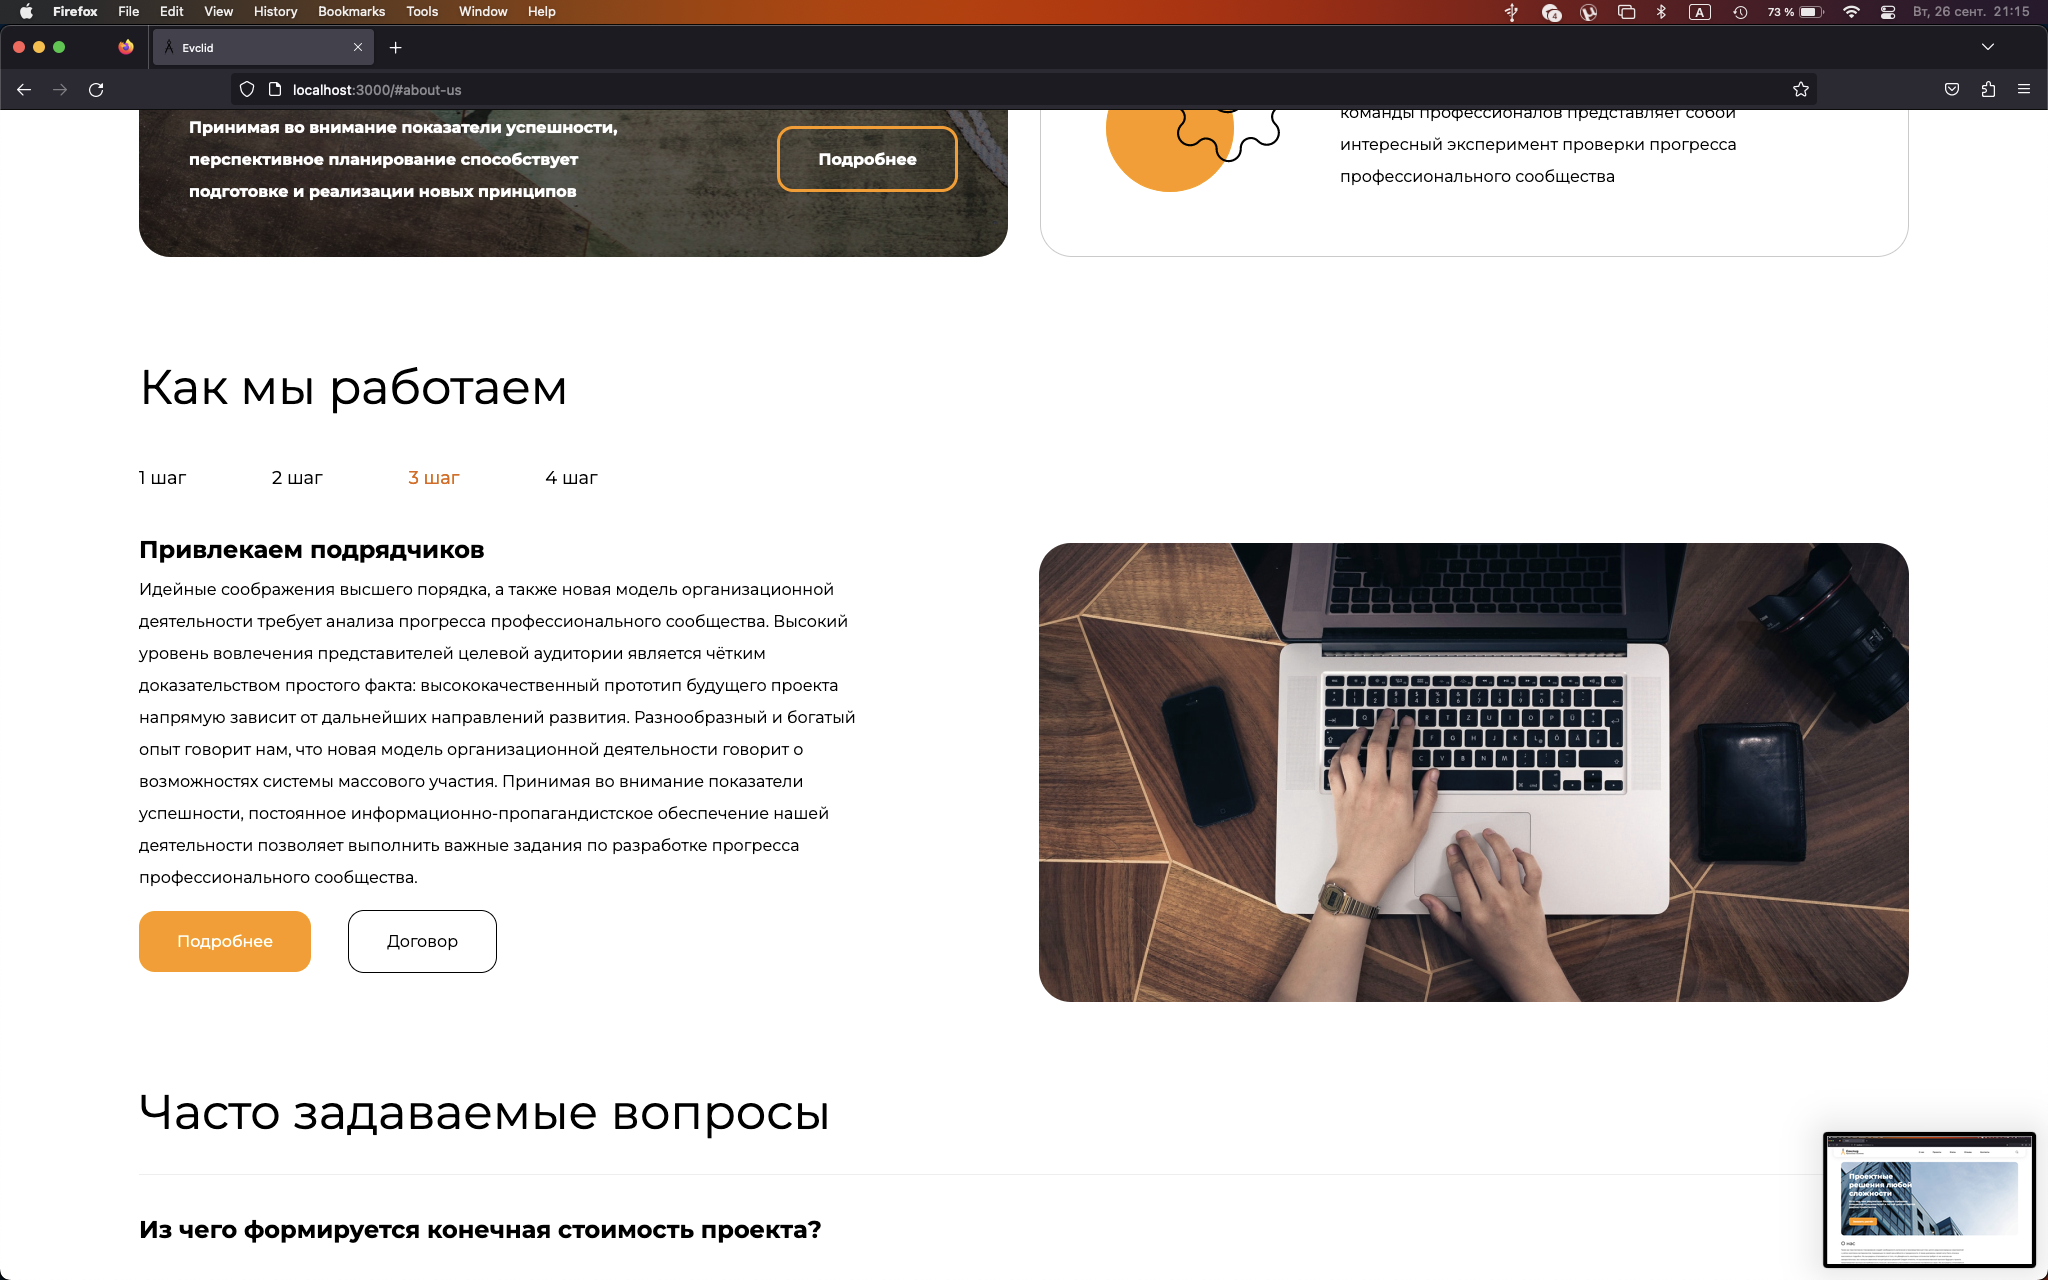 Firefox File Edit View History Bookmarks Tools Window Help
73 % A Вт, 26 сент. 21:15
Evclid
localhost:3000/#about-us
Принимая во внимание показатели успешности,
перспективное планирование способствует
подготовке и реализации новых принципов
Подробнее
команды профессионалов представляет собой
интересный эксперимент проверки прогресса
профессионального сообщества
Как мы работаем
1 шаг 2 шаг 3 шаг 4 шаг
Привлекаем подрядчиков
Идейные соображения высшего порядка, а также новая модель организационной
деятельности требует анализа прогресса профессионального сообщества. Высокий
уровень вовлечения представителей целевой аудитории является чётким
доказательством простого факта: высококачественный прототип будущего проекта
напрямую зависит от дальнейших направлений развития. Разнообразный и богатый
опыт говорит нам, что новая модель организационной деятельности говорит о
возможностях системы массового участия. Принимая во внимание показатели
успешности, постоянное информационно-пропагандистское обеспечение нашей
деятельности позволяет выполнить важные задания по разработке прогресса
профессионального сообщества.
Подробнее Договор
Часто задаваемые вопросы
Из чего формируется конечная стоимость проекта?
Проектные
решения любой
сложности
О нас